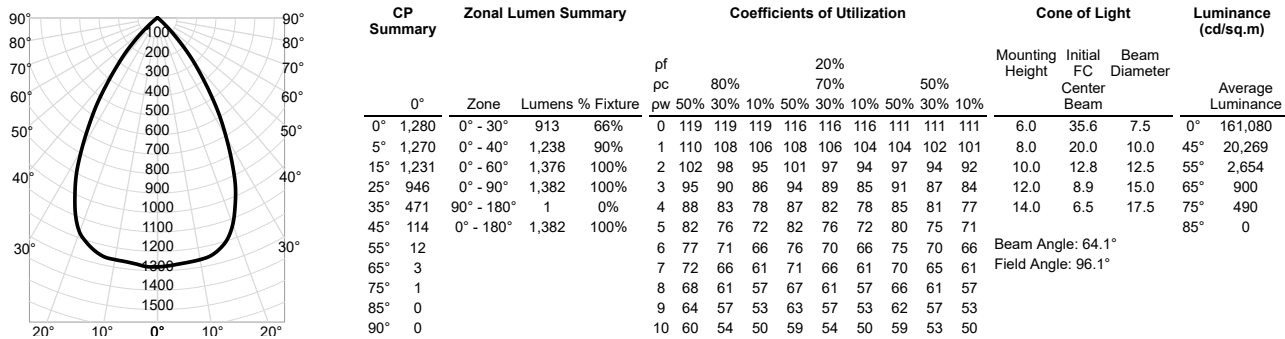 90° 90°
80° 80°
70° 70°
60° 60°
50° 50°
40° 40°
30° 30°
20° 10° 0° 10° 20°
100
200
300
400
500
600
700
800
900
1000
1100
1200
1300
1400
1500
CP Summary
0°
0° 1,280
5° 1,270
15° 1,231
25° 946
35° 471
45° 114
55° 12
65° 3
75° 1
85° 0
90° 0
Zonal Lumen Summary
Zone Lumens % Fixture
0° - 30° 913 66%
0° - 40° 1,238 90%
0° - 60° 1,376 100%
0° - 90° 1,382 100%
90° - 180° 1 0%
0° - 180° 1,382 100%
Coefficients of Utilization
ρf 20%
ρc 80% 70% 50%
ρw 50% 30% 10% 50% 30% 10% 50% 30% 10%
0 119 119 119 116 116 116 111 111 111
1 110 108 106 108 106 104 104 102 101
2 102 98 95 101 97 94 97 94 92
3 95 90 86 94 89 85 91 87 84
4 88 83 78 87 82 78 85 81 77
5 82 76 72 82 76 72 80 75 71
6 77 71 66 76 70 66 75 70 66
7 72 66 61 71 66 61 70 65 61
8 68 61 57 67 61 57 66 61 57
9 64 57 53 63 57 53 62 57 53
10 60 54 50 59 54 50 59 53 50
Cone of Light
Mounting Height Initial FC Center Beam Beam Diameter
6.0 35.6 7.5
8.0 20.0 10.0
10.0 12.8 12.5
12.0 8.9 15.0
14.0 6.5 17.5
Beam Angle: 64.1°
Field Angle: 96.1°
Luminance (cd/sq.m)
Average Luminance
0° 161,080
45° 20,269
55° 2,654
65° 900
75° 490
85° 0